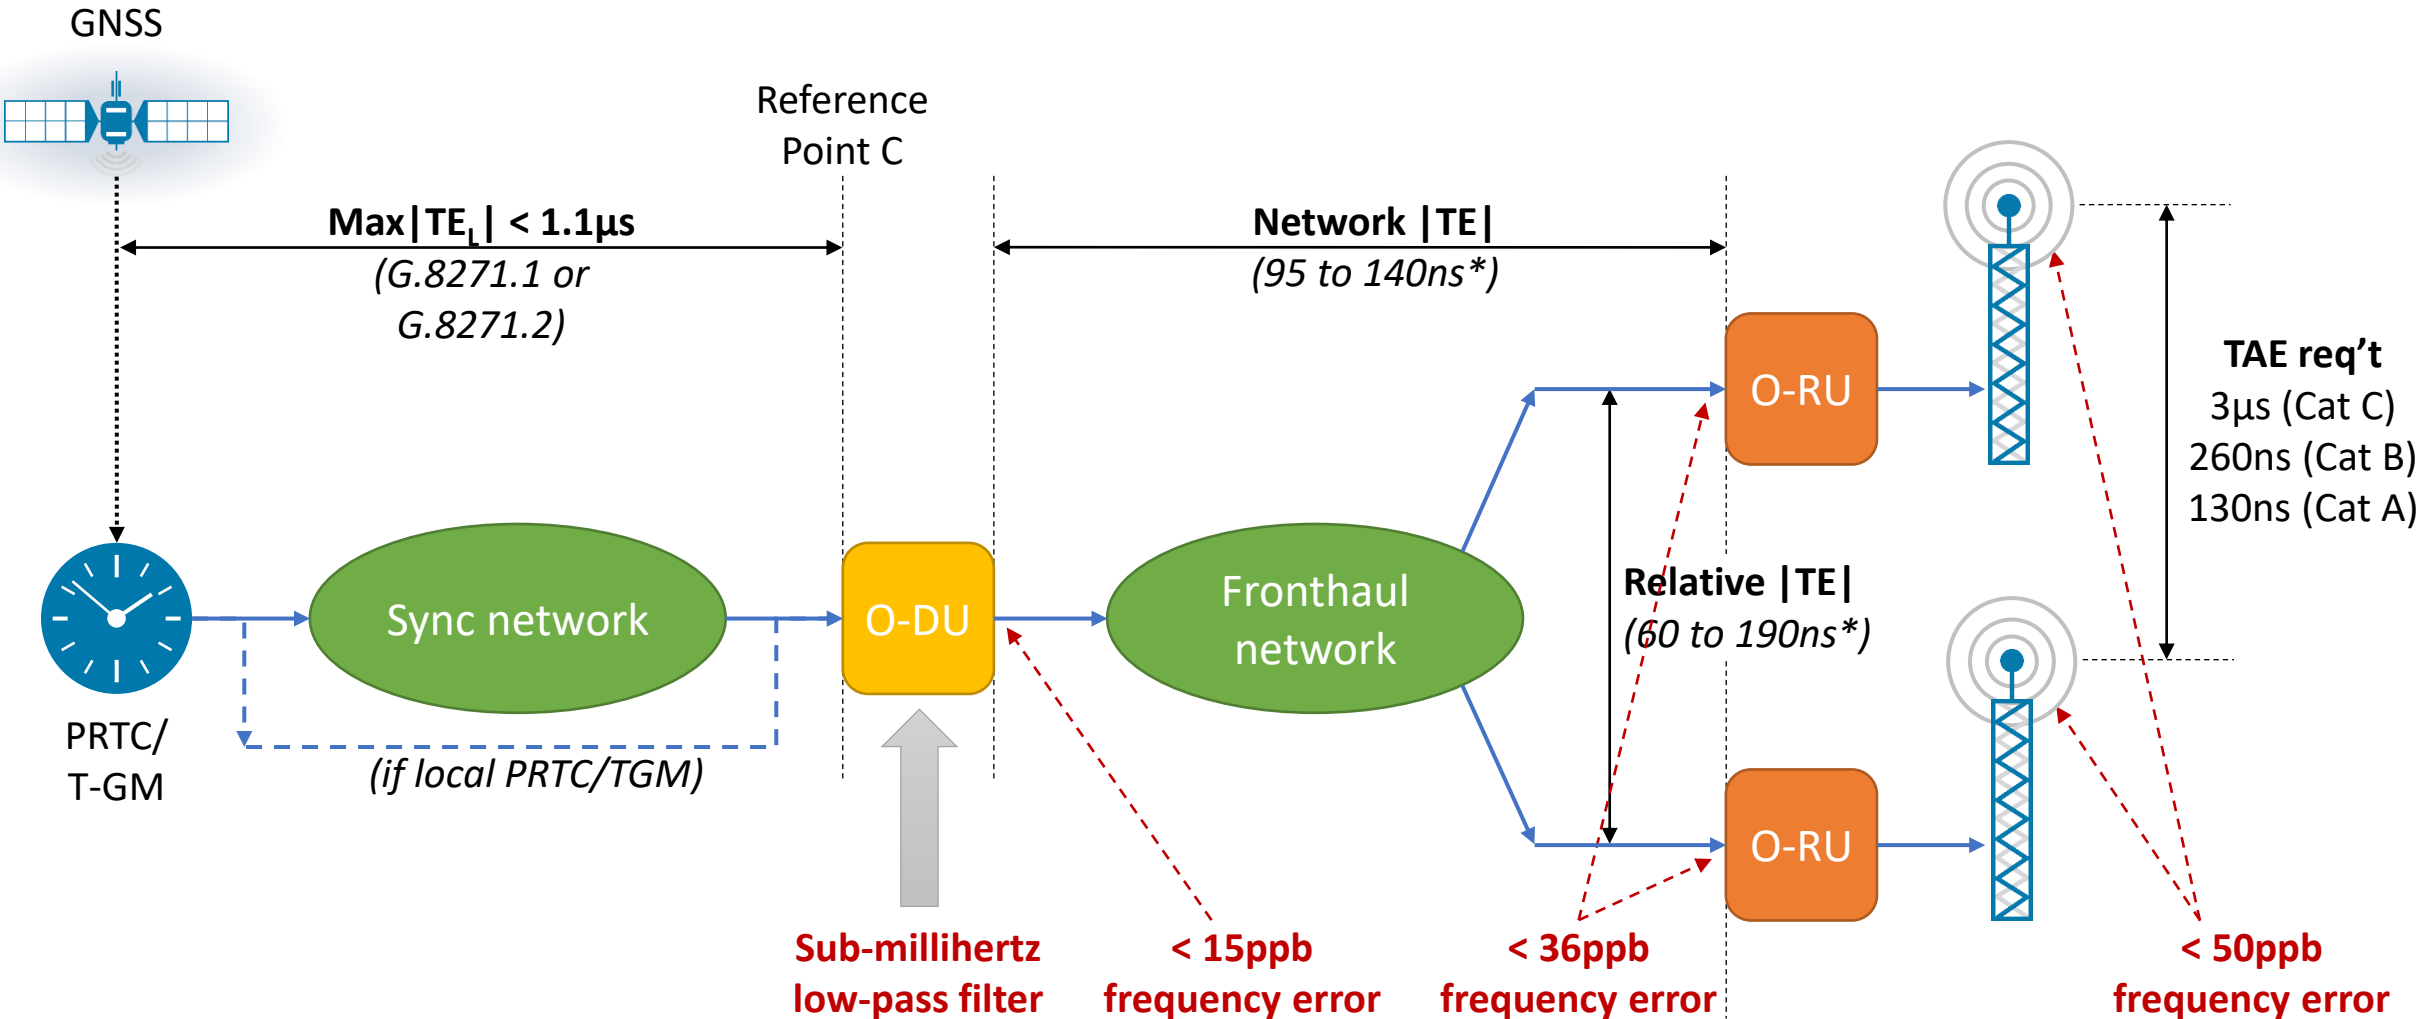 GNSS
Reference
Point C
Max|TE_L| < 1.1µs
(G.8271.1 or
G.8271.2)
Network |TE|
(95 to 140ns*)
O-RU
TAE req’t
3µs (Cat C)
260ns (Cat B)
130ns (Cat A)
Sync network
O-DU
Fronthaul
network
Relative |TE|
(60 to 190ns*)
PRTC/
T-GM
(if local PRTC/TGM)
O-RU
Sub-millihertz
low-pass filter
< 15ppb
frequency error
< 36ppb
frequency error
< 50ppb
frequency error